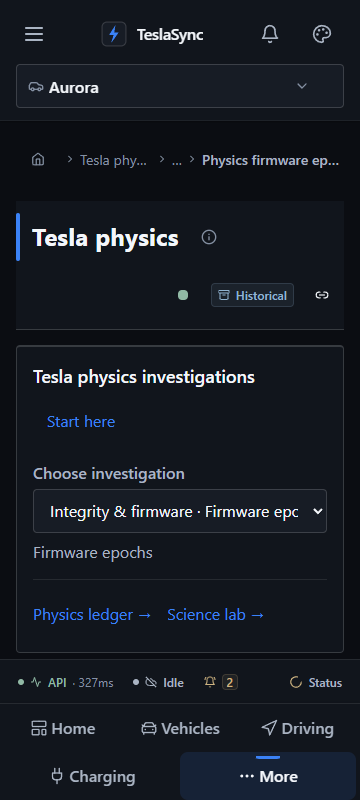 TeslaSync
Aurora
Tesla phy... ... Physics firmware ep...
Tesla physics
Historical
Tesla physics investigations
Start here
Choose investigation
Integrity & firmware · Firmware epc
Firmware epochs
Physics ledger → Science lab →
API · 327ms Idle 2 Status
Home Vehicles Driving
Charging More